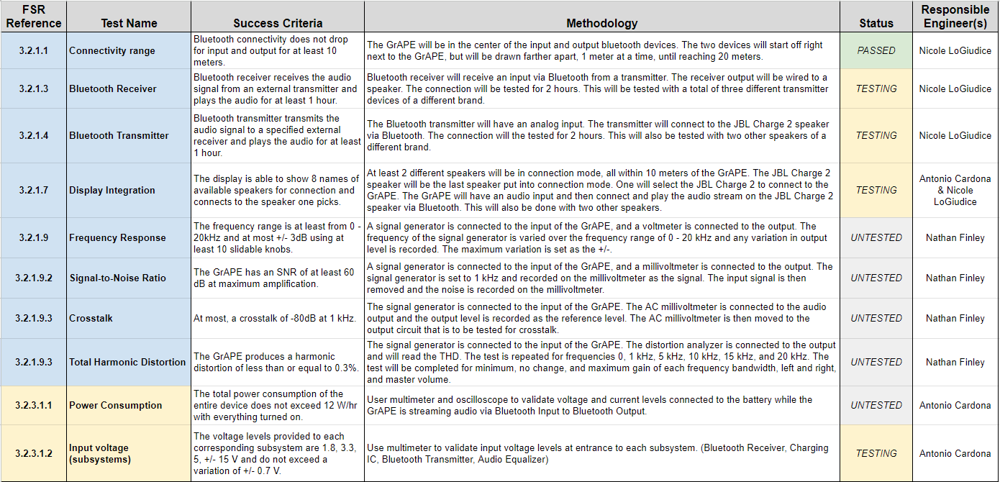 FSR Reference
Test Name
Success Criteria
Methodology
Status
Responsible Engineer(s)
3.2.1.1
Connectivity range
Bluetooth connectivity does not drop
for input and output for at least 10
meters.
The GrAPE will be in the center of the input and output bluetooth devices. The two devices will start off right
next to the GrAPE, but will be drawn farther apart, 1 meter at a time, until reaching 20 meters.
PASSED
Nicole LoGiudice
3.2.1.3
Bluetooth Receiver
Bluetooth receiver receives the audio
signal from an external transmitter and
plays the audio for at least 1 hour.
Bluetooth receiver will receive an input via Bluetooth from a transmitter. The receiver output will be wired to a
speaker. The connection will be tested for 2 hours. This will be tested with a total of three different transmitter
devices of a different brand.
TESTING
Nicole LoGiudice
3.2.1.4
Bluetooth Transmitter
Bluetooth transmitter transmits the
audio signal to a specified external
receiver and plays the audio for at least
1 hour.
The Bluetooth transmitter will have an analog input. The transmitter will connect to the JBL Charge 2 speaker
via Bluetooth. The connection will the tested for 2 hours. This will also be tested with two other speakers of a
different brand.
TESTING
Nicole LoGiudice
3.2.1.7
Display Integration
The display is able to show 8 names of
available speakers for connection and
connects to the speaker one picks.
At least 2 different speakers will be in connection mode, all within 10 meters of the GrAPE. The JBL Charge 2
speaker will be the last speaker put into connection mode. One will select the JBL Charge 2 to connect to the
GrAPE. The GrAPE will have an audio input and then connect and play the audio stream on the JBL Charge 2
speaker via Bluetooth. This will also be done with two other speakers.
TESTING
Antonio Cardona
& Nicole
LoGiudice
3.2.1.9
Frequency Response
The frequency range is at least from 0 -
20kHz and at most +/- 3dB using at
least 10 slidable knobs.
A signal generator is connected to the input of the GrAPE, and a voltmeter is connected to the output. The
frequency of the signal generator is varied over the frequency range of 0 - 20 kHz and any variation in output
level is recorded. The maximum variation is set as the +/-.
UNTESTED
Nathan Finley
3.2.1.9.2
Signal-to-Noise Ratio
The GrAPE has an SNR of at least 60
dB at maximum amplification.
A signal generator is connected to the input of the GrAPE, and a millivoltmeter is connected to the output. The
signal generator is set to 1 kHz and recorded on the millivoltmeter as the signal. The input signal is then
removed and the noise is recorded on the millivoltmeter.
UNTESTED
Nathan Finley
3.2.1.9.3
Crosstalk
At most, a crosstalk of -80dB at 1 kHz.
The signal generator is connected to the input of the GrAPE. The AC millivoltmeter is connected to the audio
output and the output level is recorded as the reference level. The AC millivoltmeter is then moved to the
output circuit that is to be tested for crosstalk.
UNTESTED
Nathan Finley
3.2.1.9.3
Total Harmonic Distortion
The GrAPE produces a harmonic
distortion of less than or equal to 0.3%.
The signal generator is connected to the input of the GrAPE. The distortion analyzer is connected to the output
and will read the THD. The test is repeated for frequencies 0, 1 kHz, 5 kHz, 10 kHz, 15 kHz, and 20 kHz. The
test will be completed for minimum, no change, and maximum gain of each frequency bandwidth, left and right,
and master volume.
UNTESTED
Nathan Finley
3.2.3.1.1
Power Consumption
The total power consumption of the
entire device does not exceed 12 W/hr
with everything turned on.
User multimeter and oscilloscope to validate voltage and current levels connected to the battery while the
GrAPE is streaming audio via Bluetooth Input to Bluetooth Output.
UNTESTED
Antonio Cardona
3.2.3.1.2
Input voltage
(subsystems)
The voltage levels provided to each
corresponding subsystem are 1.8, 3.3,
5, +/- 15 V and do not exceed a
variation of +/- 0.7 V.
Use multimeter to validate input voltage levels at entrance to each subsystem. (Bluetooth Receiver, Charging
IC, Bluetooth Transmitter, Audio Equalizer)
TESTING
Antonio Cardona